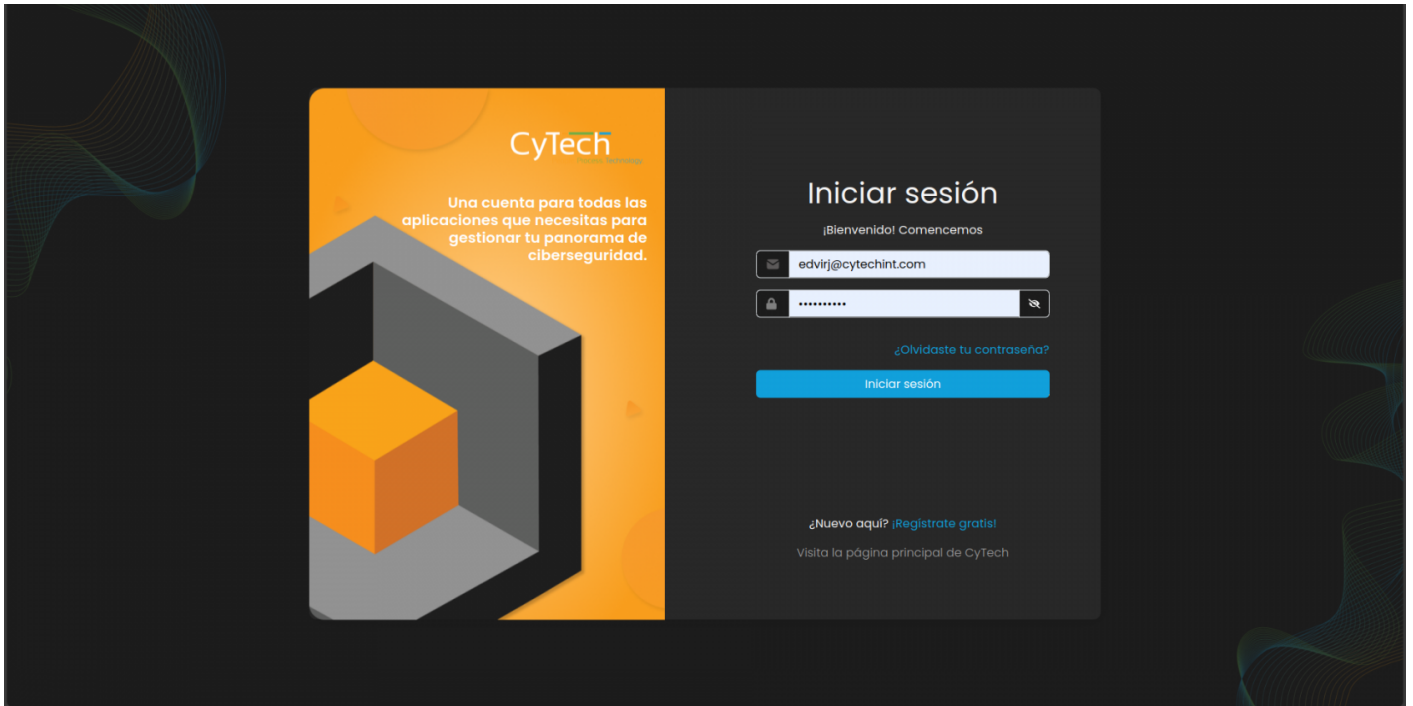 CyTech
Una cuenta para todas las
aplicaciones que necesitas para
gestionar tu panorama de
ciberseguridad.
Iniciar sesión
¡Bienvenido! Comencemos
edvirj@cytechint.com
••••••••••
¿Olvidaste tu contraseña?
Iniciar sesión
¿Nuevo aquí? ¡Regístrate gratis!
Visita la página principal de CyTech